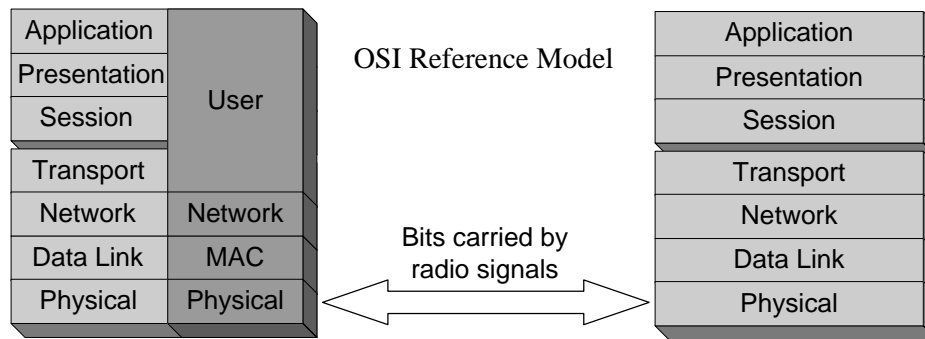 Application
Presentation
Session
Transport
Network
Data Link
Physical
User
Network
MAC
Physical
OSI Reference Model
Bits carried by
radio signals
Application
Presentation
Session
Transport
Network
Data Link
Physical